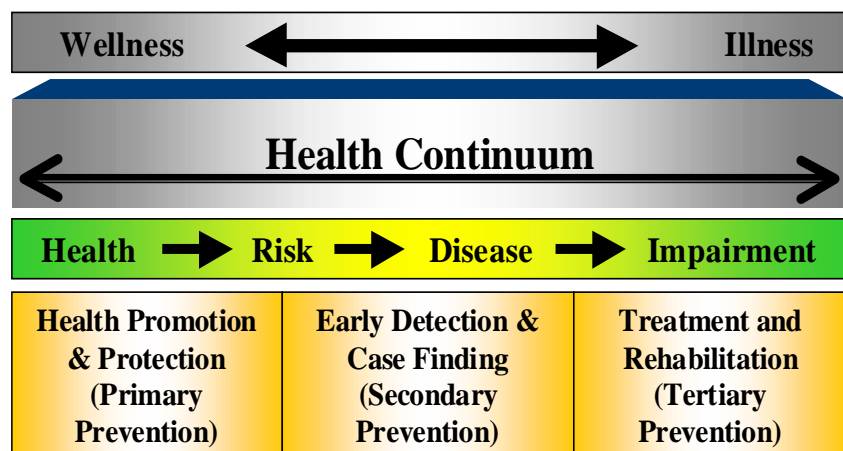 Wellness Illness
Health Continuum
Health Risk Disease Impairment
Health Promotion
& Protection
(Primary
Prevention)
Early Detection &
Case Finding
(Secondary
Prevention)
Treatment and
Rehabilitation
(Tertiary
Prevention)